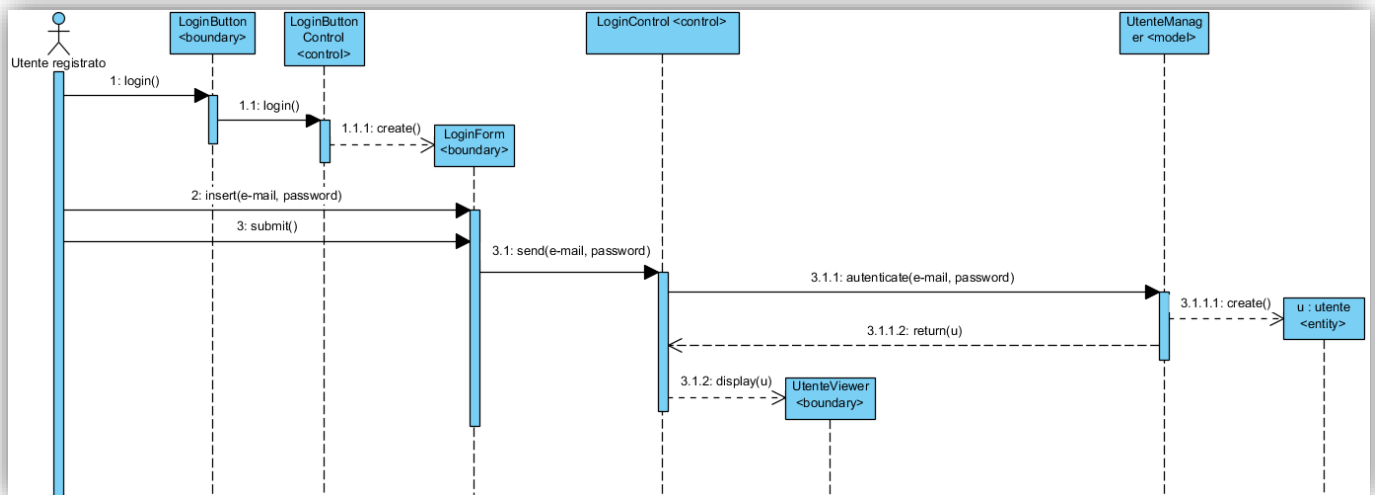 LoginButton
<boundary>
LoginButton
Control
<control>
LoginControl <control>
UtenteManag
er <model>
Utente registrato
1: login()
1.1: login()
1.1.1: create()
LoginForm
<boundary>
2: insert(e-mail, password)
3: submit()
3.1: send(e-mail, password)
3.1.1: autenticate(e-mail, password)
3.1.1.1: create()
u : utente
<entity>
3.1.1.2: return(u)
3.1.2: display(u)
UtenteViewer
<boundary>